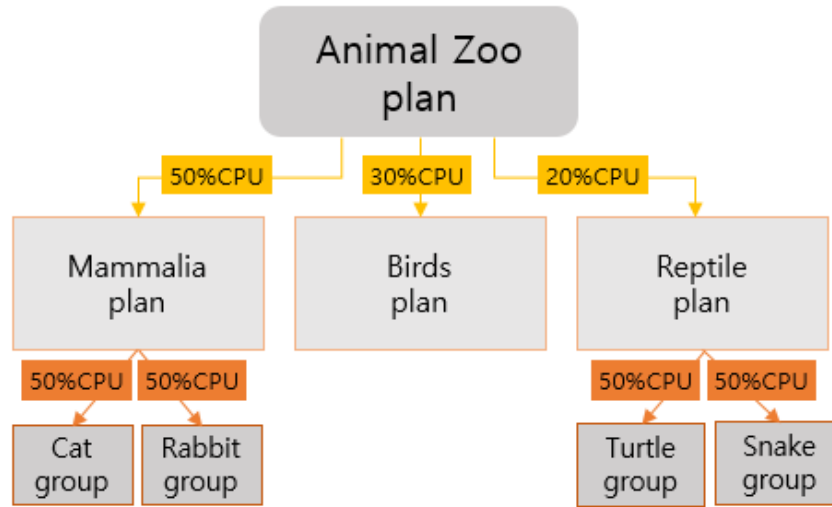 Animal Zoo
plan
50%CPU
30%CPU
20%CPU
Mammalia
plan
Birds
plan
Reptile
plan
50%CPU
50%CPU
50%CPU
50%CPU
Cat
group
Rabbit
group
Turtle
group
Snake
group